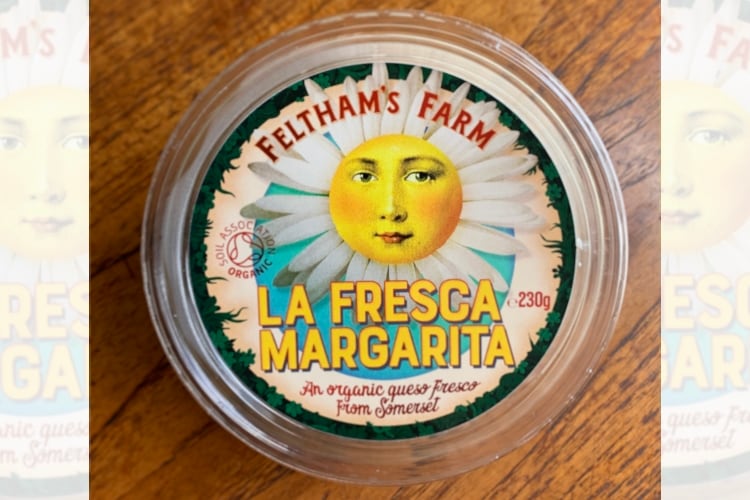 FELTHAM'S FARM
SOIL ASSOCIATION
ORGANIC
LA FRESCA
MARGARITA
℮230g
An organic queso fresco
From Somerset